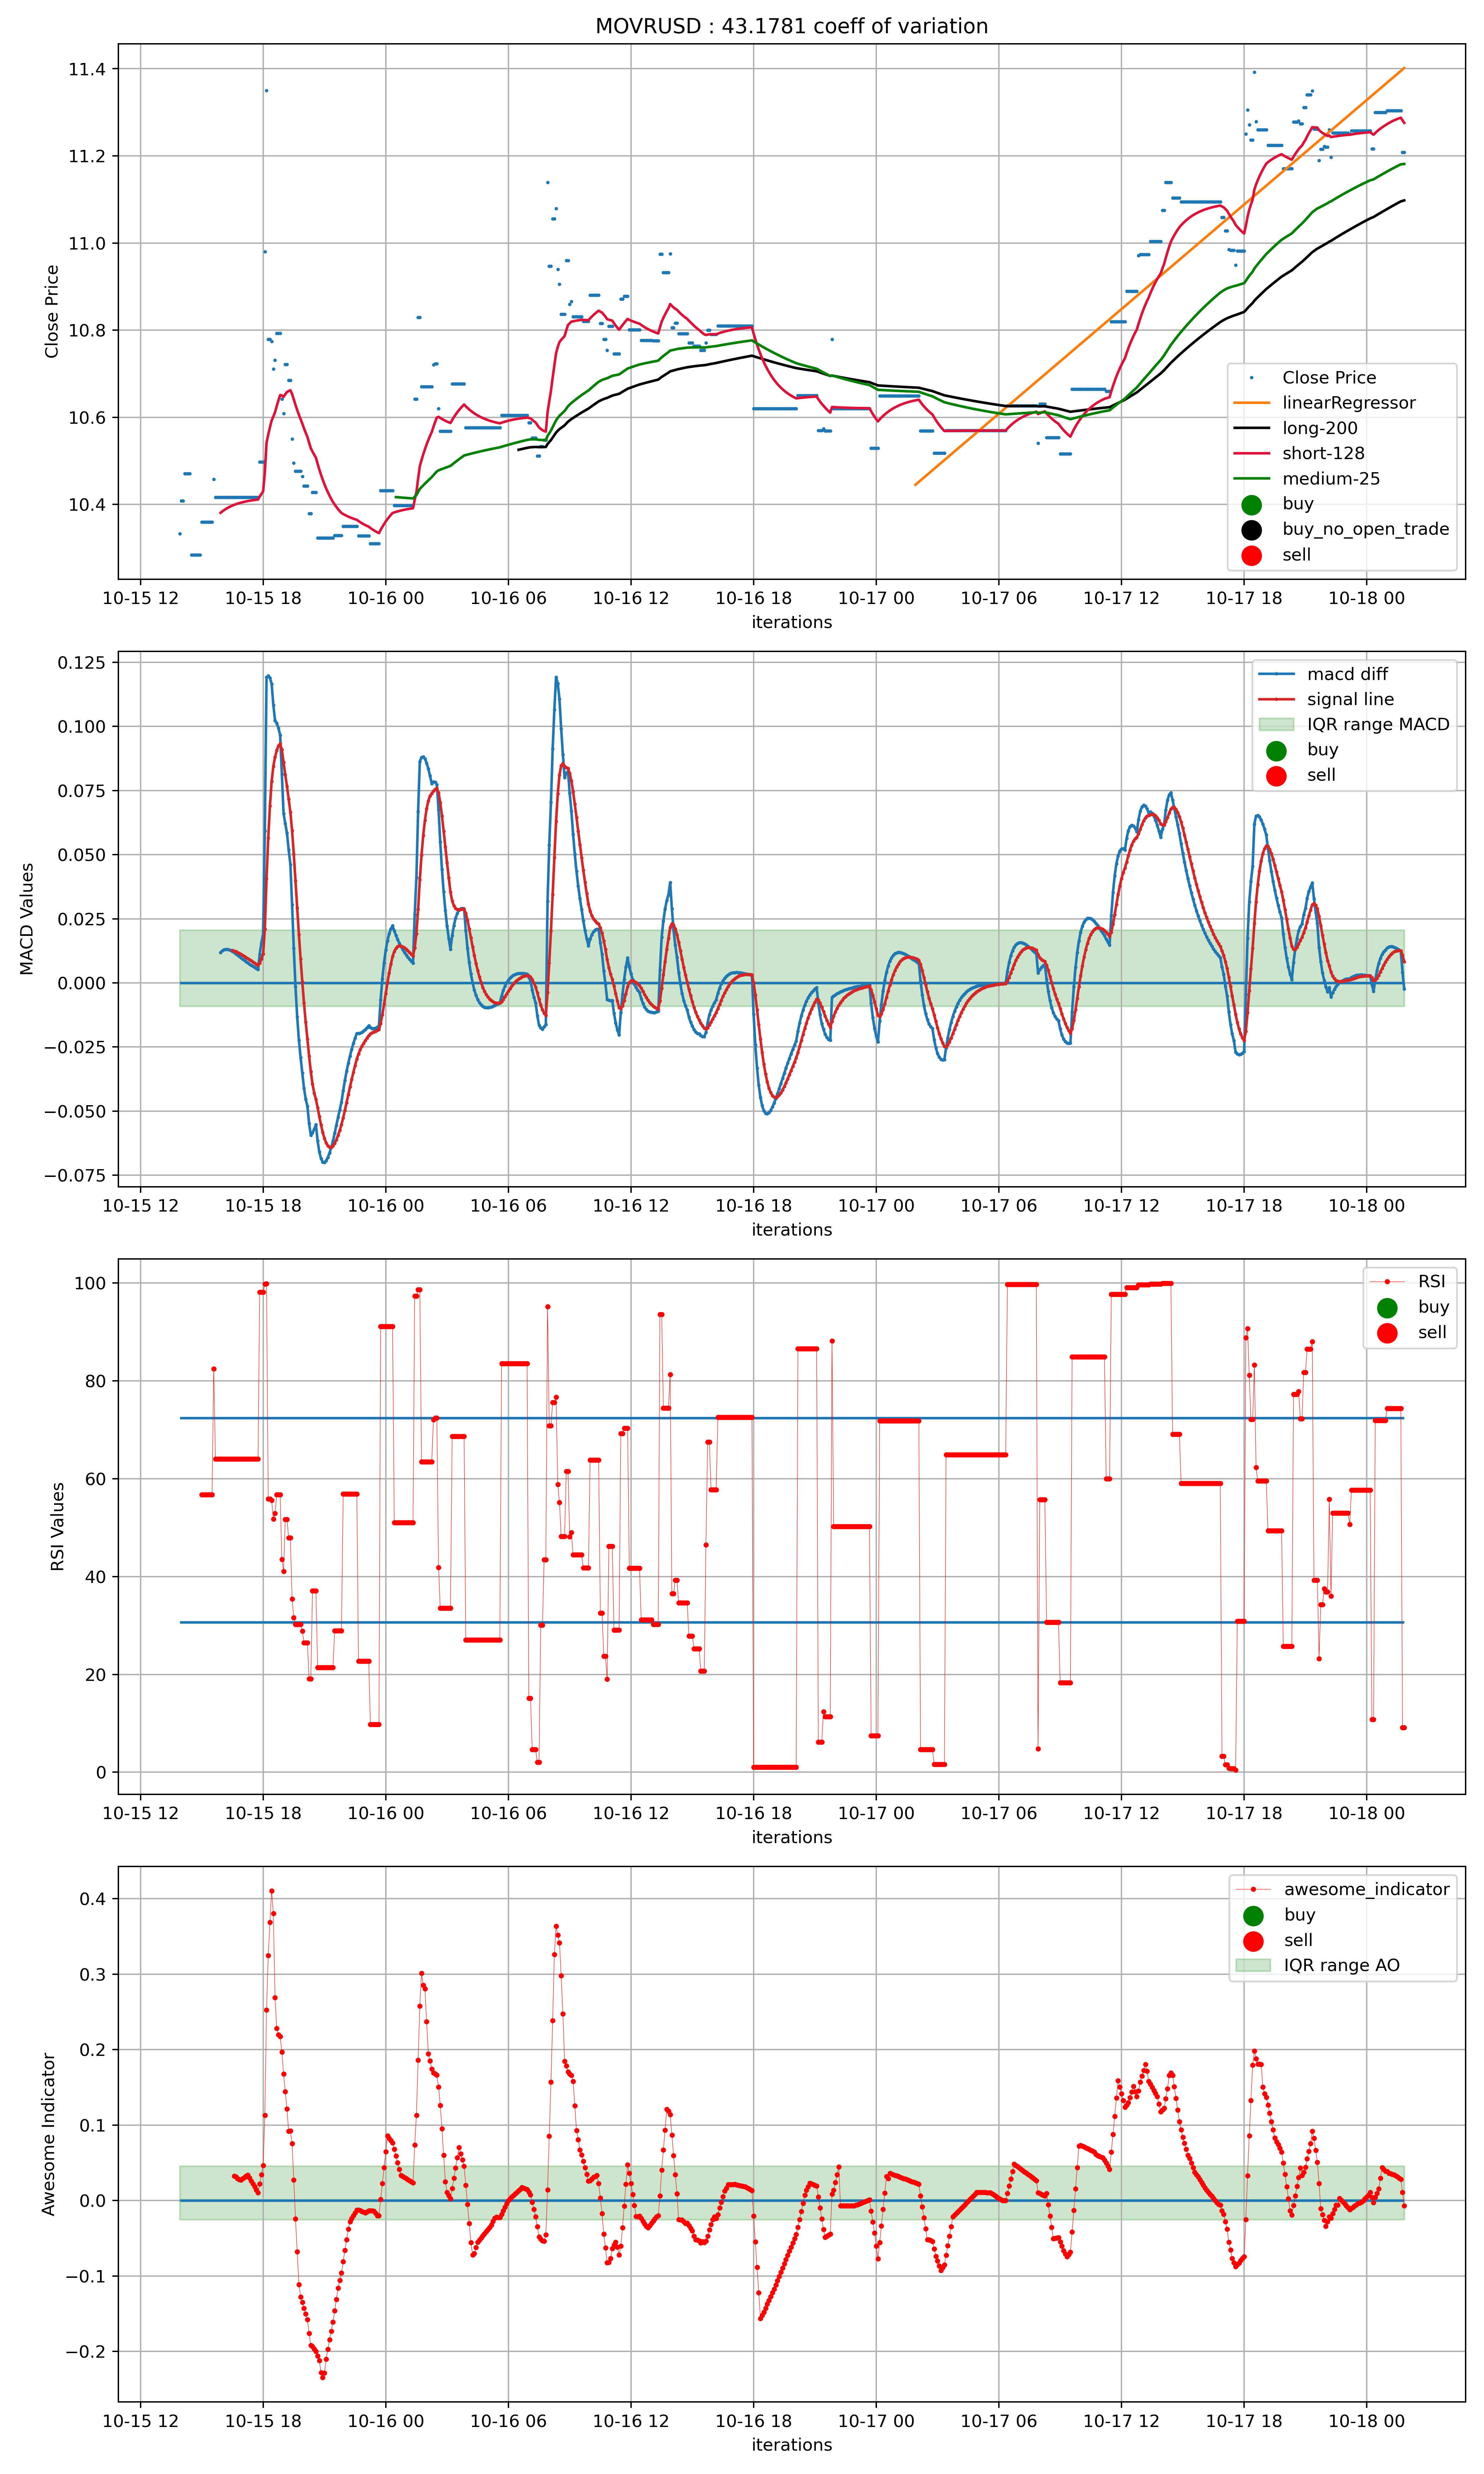 MOVRUSD : 43.1781 coeff of variation
11.4
11.2
11.0
10.8
10.6
10.4
Close Price
Close Price
linearRegressor
long-200
short-128
medium-25
buy
buy_no_open_trade
sell
10-15 12 10-15 18 10-16 00 10-16 06 10-16 12 10-16 18 10-17 00 10-17 06 10-17 12 10-17 18 10-18 00
iterations
0.125
0.100
0.075
0.050
0.025
0.000
−0.025
−0.050
−0.075
MACD Values
macd diff
signal line
IQR range MACD
buy
sell
10-15 12 10-15 18 10-16 00 10-16 06 10-16 12 10-16 18 10-17 00 10-17 06 10-17 12 10-17 18 10-18 00
iterations
100
80
60
40
20
0
RSI Values
RSI
buy
sell
10-15 12 10-15 18 10-16 00 10-16 06 10-16 12 10-16 18 10-17 00 10-17 06 10-17 12 10-17 18 10-18 00
iterations
0.4
0.3
0.2
0.1
0.0
−0.1
−0.2
Awesome Indicator
awesome_indicator
buy
sell
IQR range AO
10-15 12 10-15 18 10-16 00 10-16 06 10-16 12 10-16 18 10-17 00 10-17 06 10-17 12 10-17 18 10-18 00
iterations